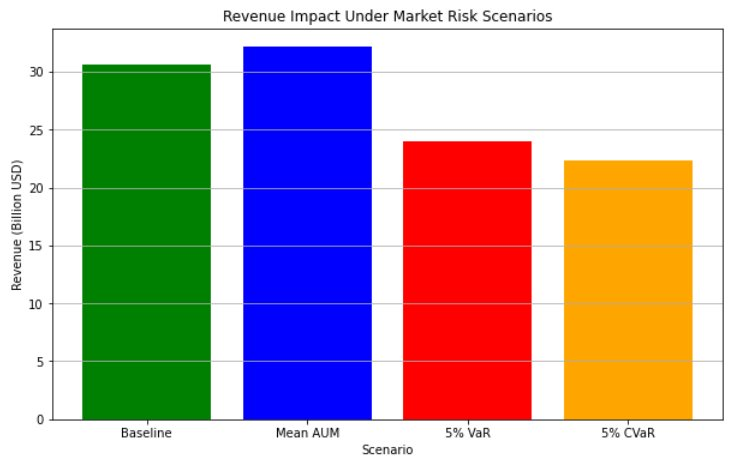 Revenue Impact Under Market Risk Scenarios
Revenue (Billion USD)
30
25
20
15
10
5
0
Baseline
Mean AUM
5% VaR
5% CVaR
Scenario